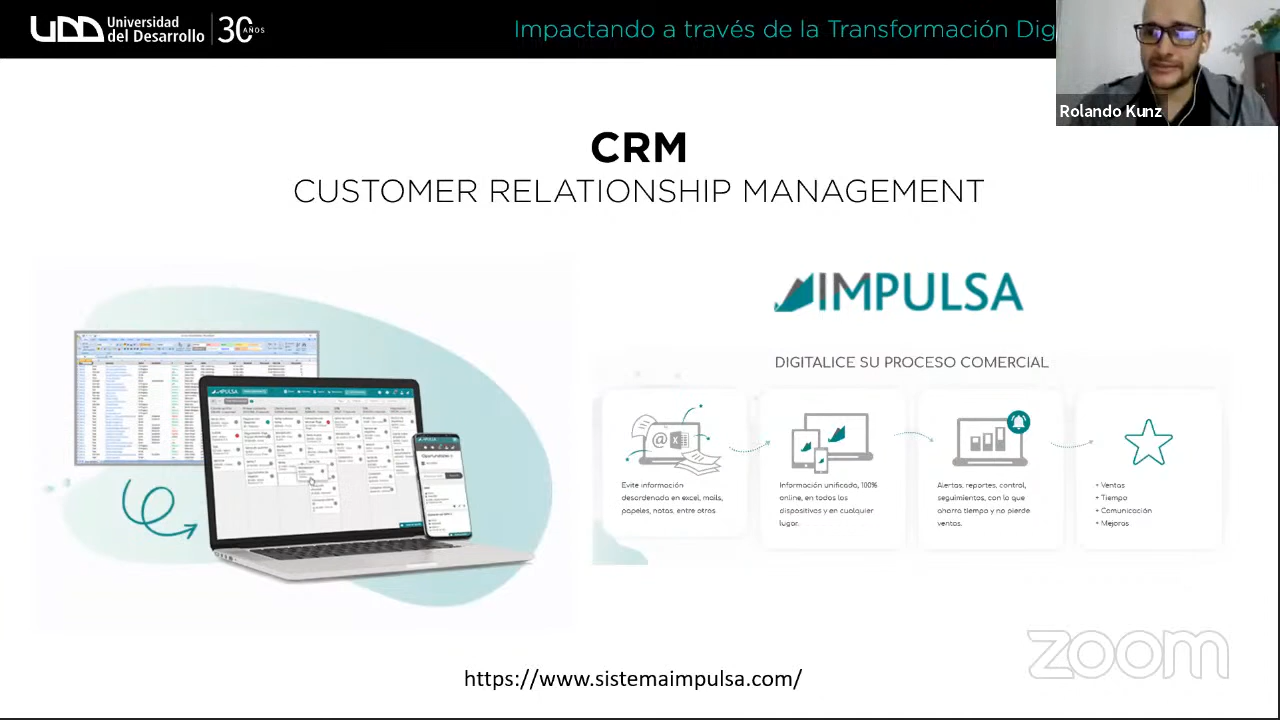 UDD Universidad
del Desarrollo
30 AÑOS
Impactando a través de la Transformación Dig
Rolando Kunz
CRM
CUSTOMER RELATIONSHIP MANAGEMENT
IMPULSA
DIGITALICE SU PROCESO COMERCIAL
IMPULSA
Evite información
desordenada en excel, mails,
papeles, notas, entre otros
Información unificada, 100%
online, en todos los
dispositivos y en cualquier
lugar.
Alertas, reportes, control,
seguimientos, con lo que
ahorra tiempo y no pierde
ventas.
• Ventas
• Tiempo
• Comunicación
• Mejoras
zoom
https://www.sistemaimpulsa.com/